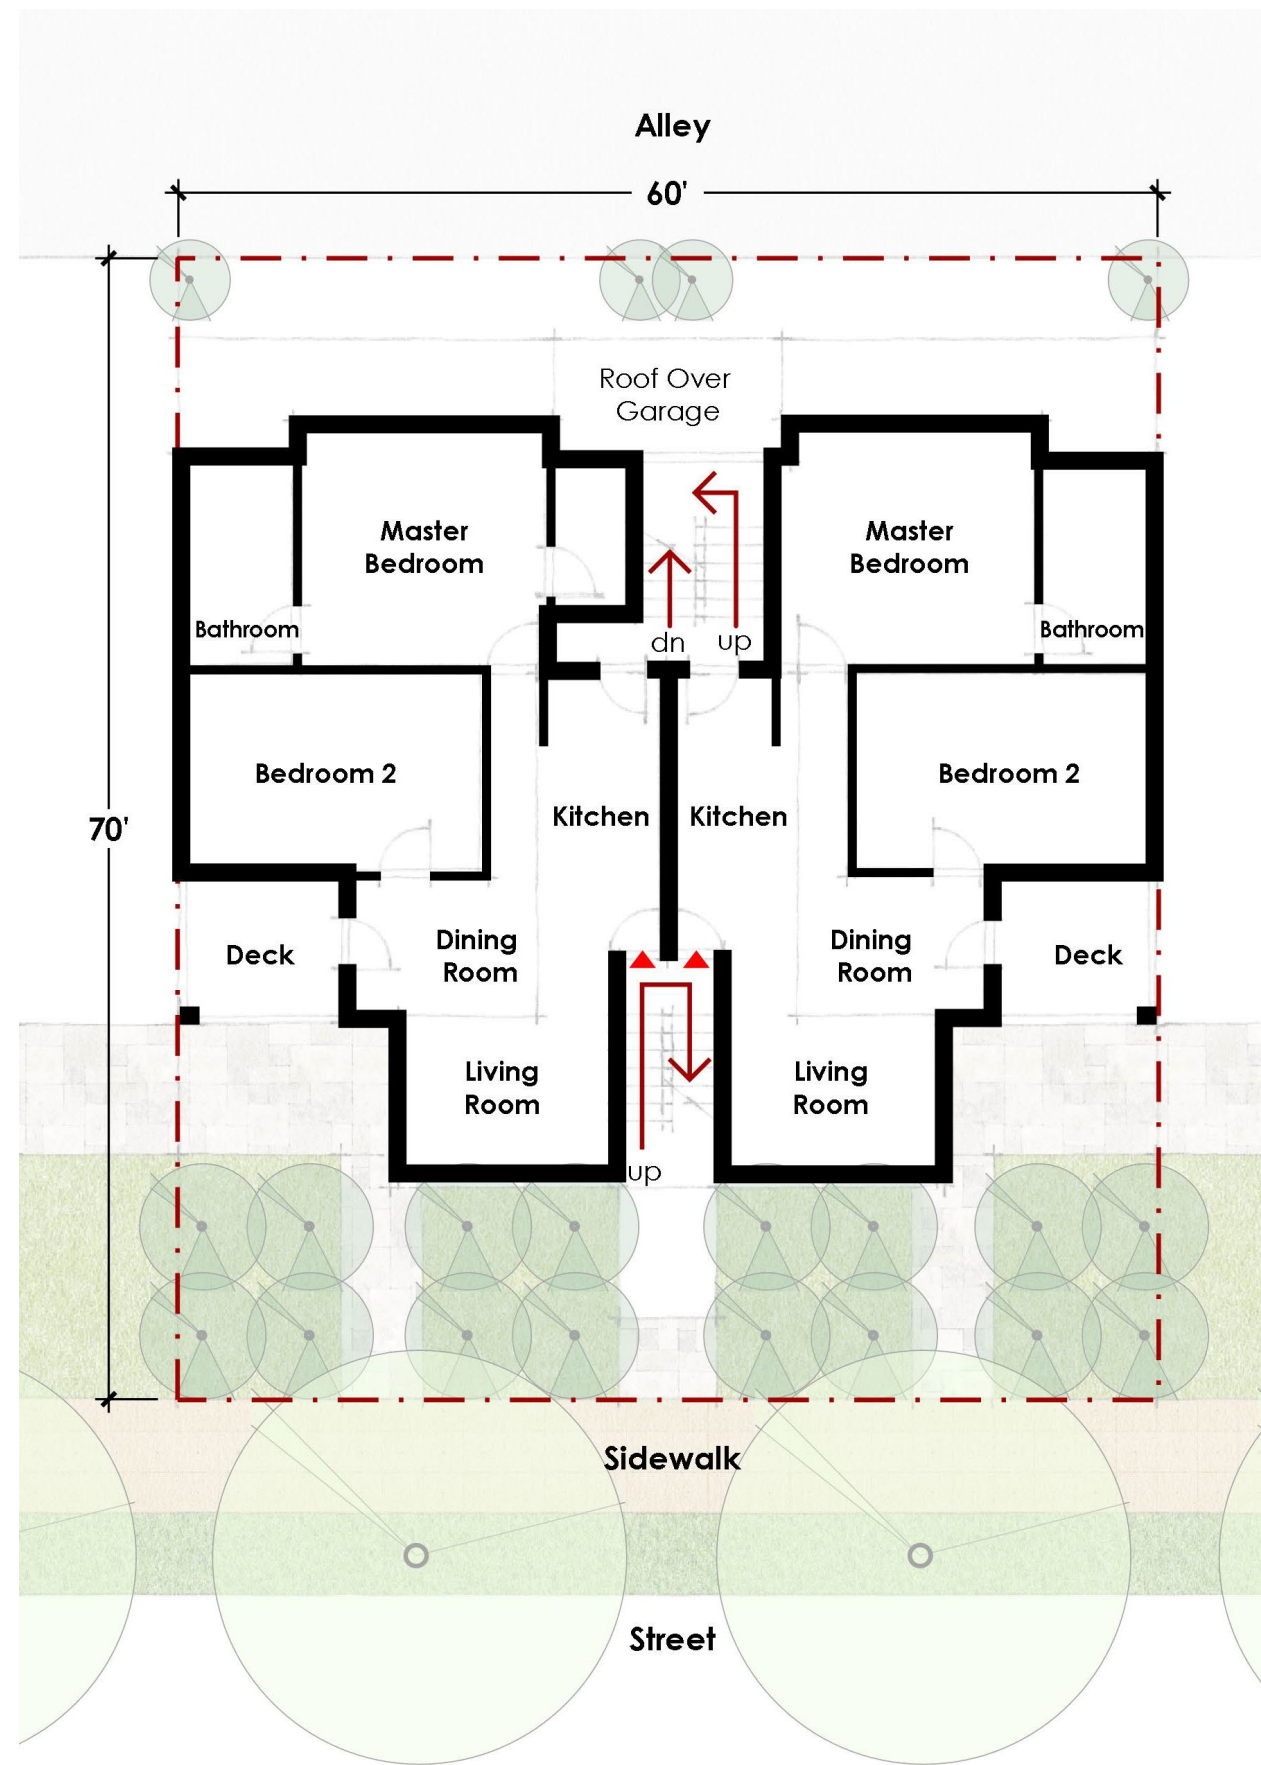 Alley
60'
Roof Over
Garage
Master
Bedroom
Master
Bedroom
Bathroom
dn
up
Bathroom
Bedroom 2
Bedroom 2
Kitchen
Kitchen
70'
Deck
Dining
Room
Dining
Room
Deck
Living
Room
Living
Room
up
Sidewalk
Street